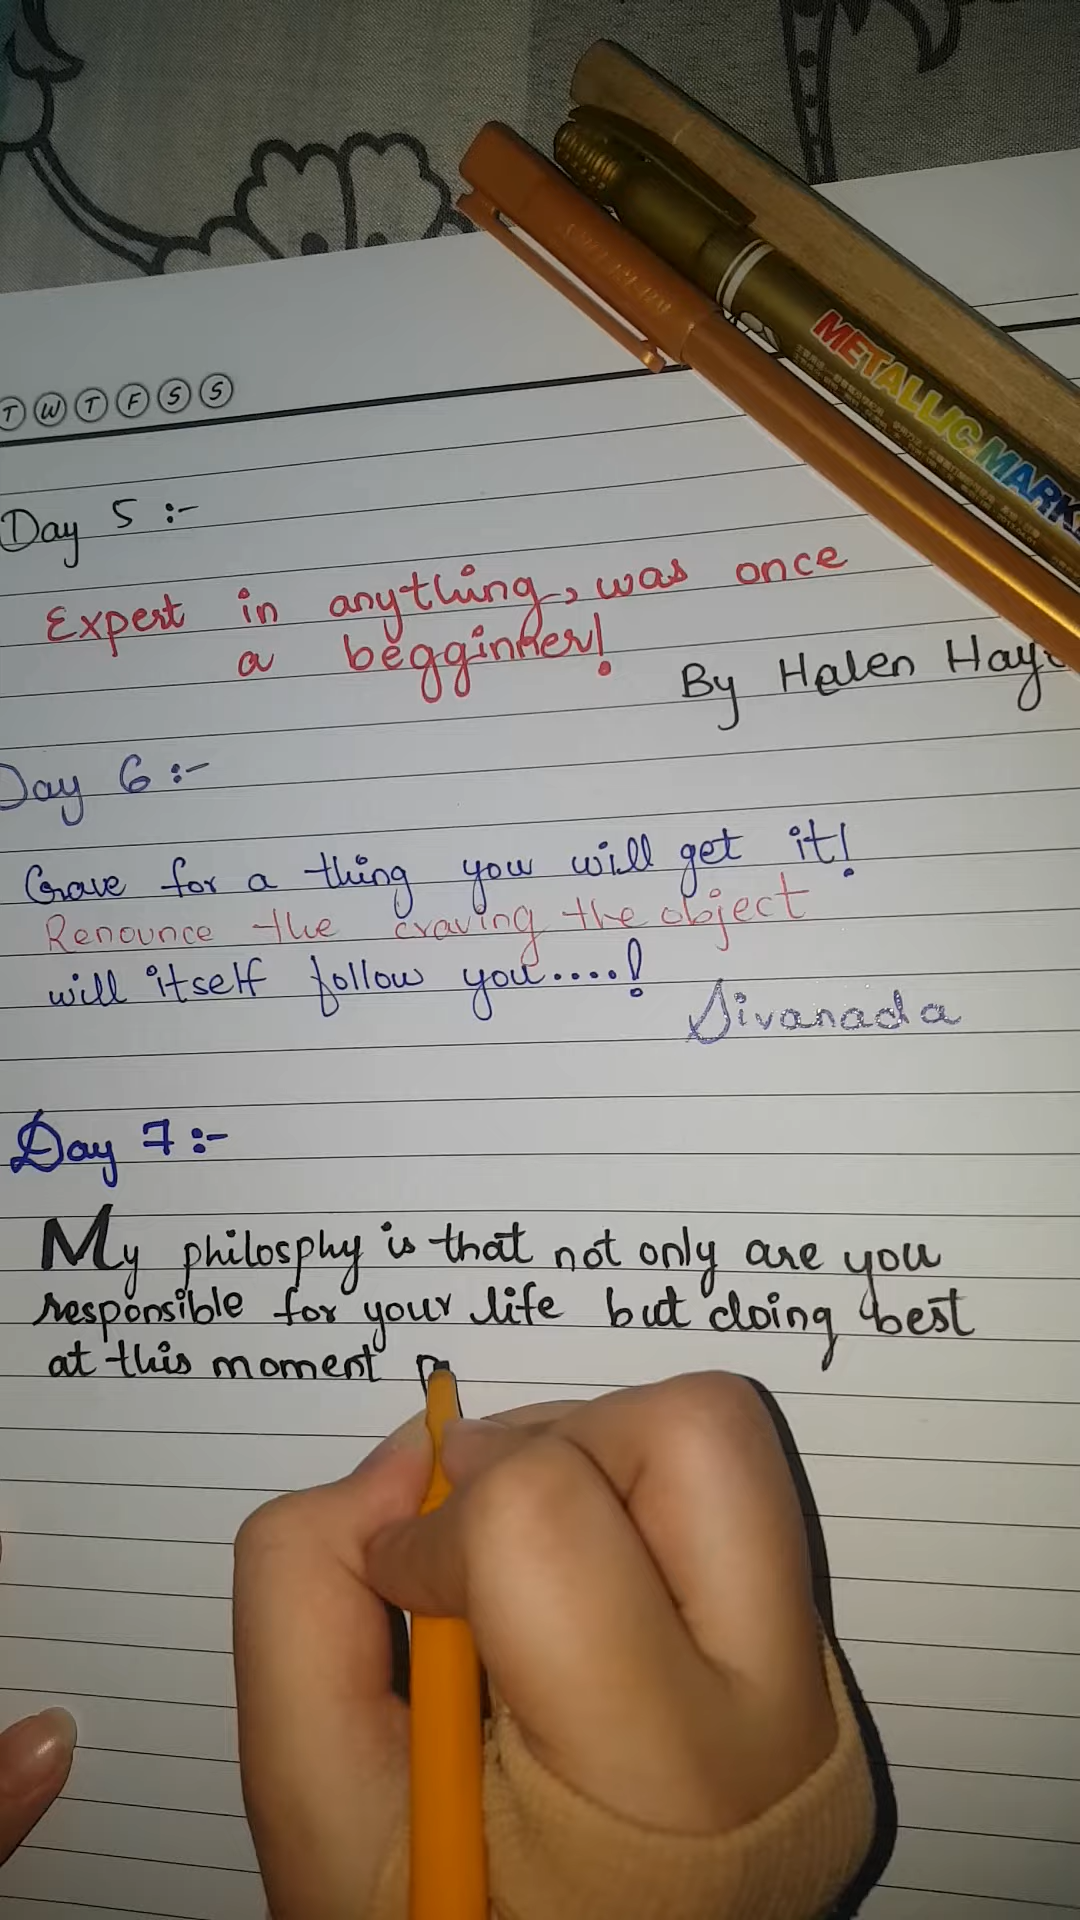 T W T F S S
METALLIC MARK
Day 5 :-
Expert in anything, was once
a begginner!
By Helen Haye
Day 6 :-
Crave for a thing you will get it!
Renounce the craving the object
will itself follow you....!
Sivanada
Day 7 :-
My philosphy is that not only are you
responsible for your life but doing best
at this moment